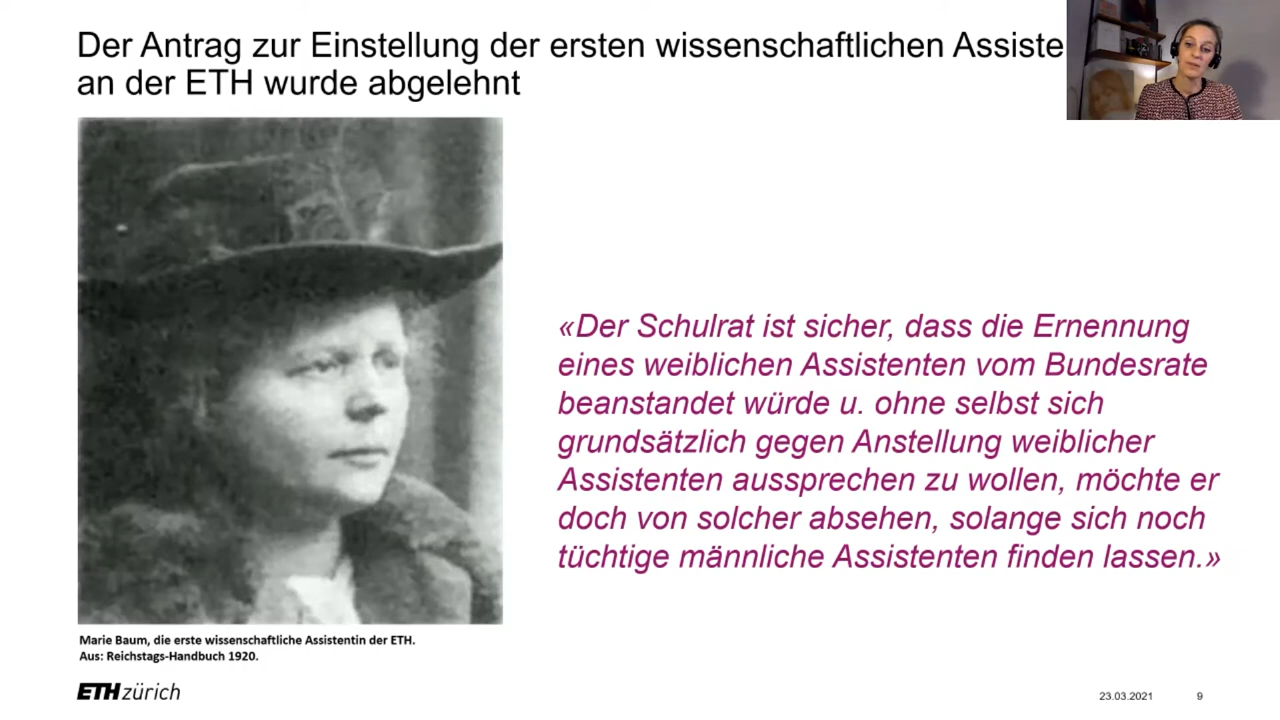 Der Antrag zur Einstellung der ersten wissenschaftlichen Assiste
an der ETH wurde abgelehnt
«Der Schulrat ist sicher, dass die Ernennung
eines weiblichen Assistenten vom Bundesrate
beanstandet würde u. ohne selbst sich
grundsätzlich gegen Anstellung weiblicher
Assistenten aussprechen zu wollen, möchte er
doch von solcher absehen, solange sich noch
tüchtige männliche Assistenten finden lassen.»
Marie Baum, die erste wissenschaftliche Assistentin der ETH.
Aus: Reichstags-Handbuch 1920.
ETH zürich
23.03.2021 9